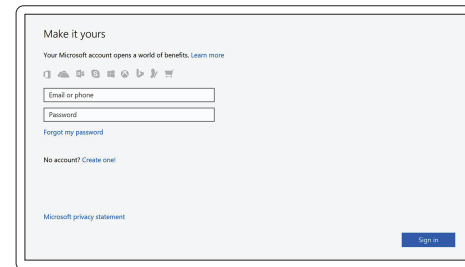 Make it yours
Your Microsoft account opens a world of benefits. Learn more
Email or phone
Password
Forgot my password
No account? Create one!
Microsoft privacy statement
Sign in